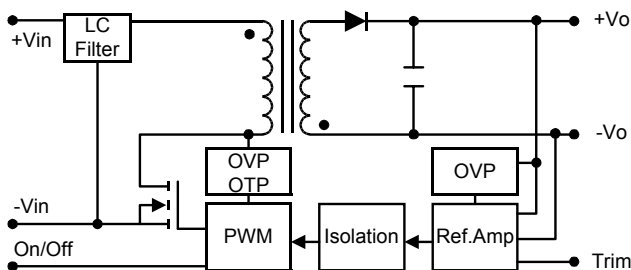 +Vin
LC
Filter
+Vo
-Vo
OVP
OTP
OVP
-Vin
On/Off
PWM
Isolation
Ref.Amp
Trim